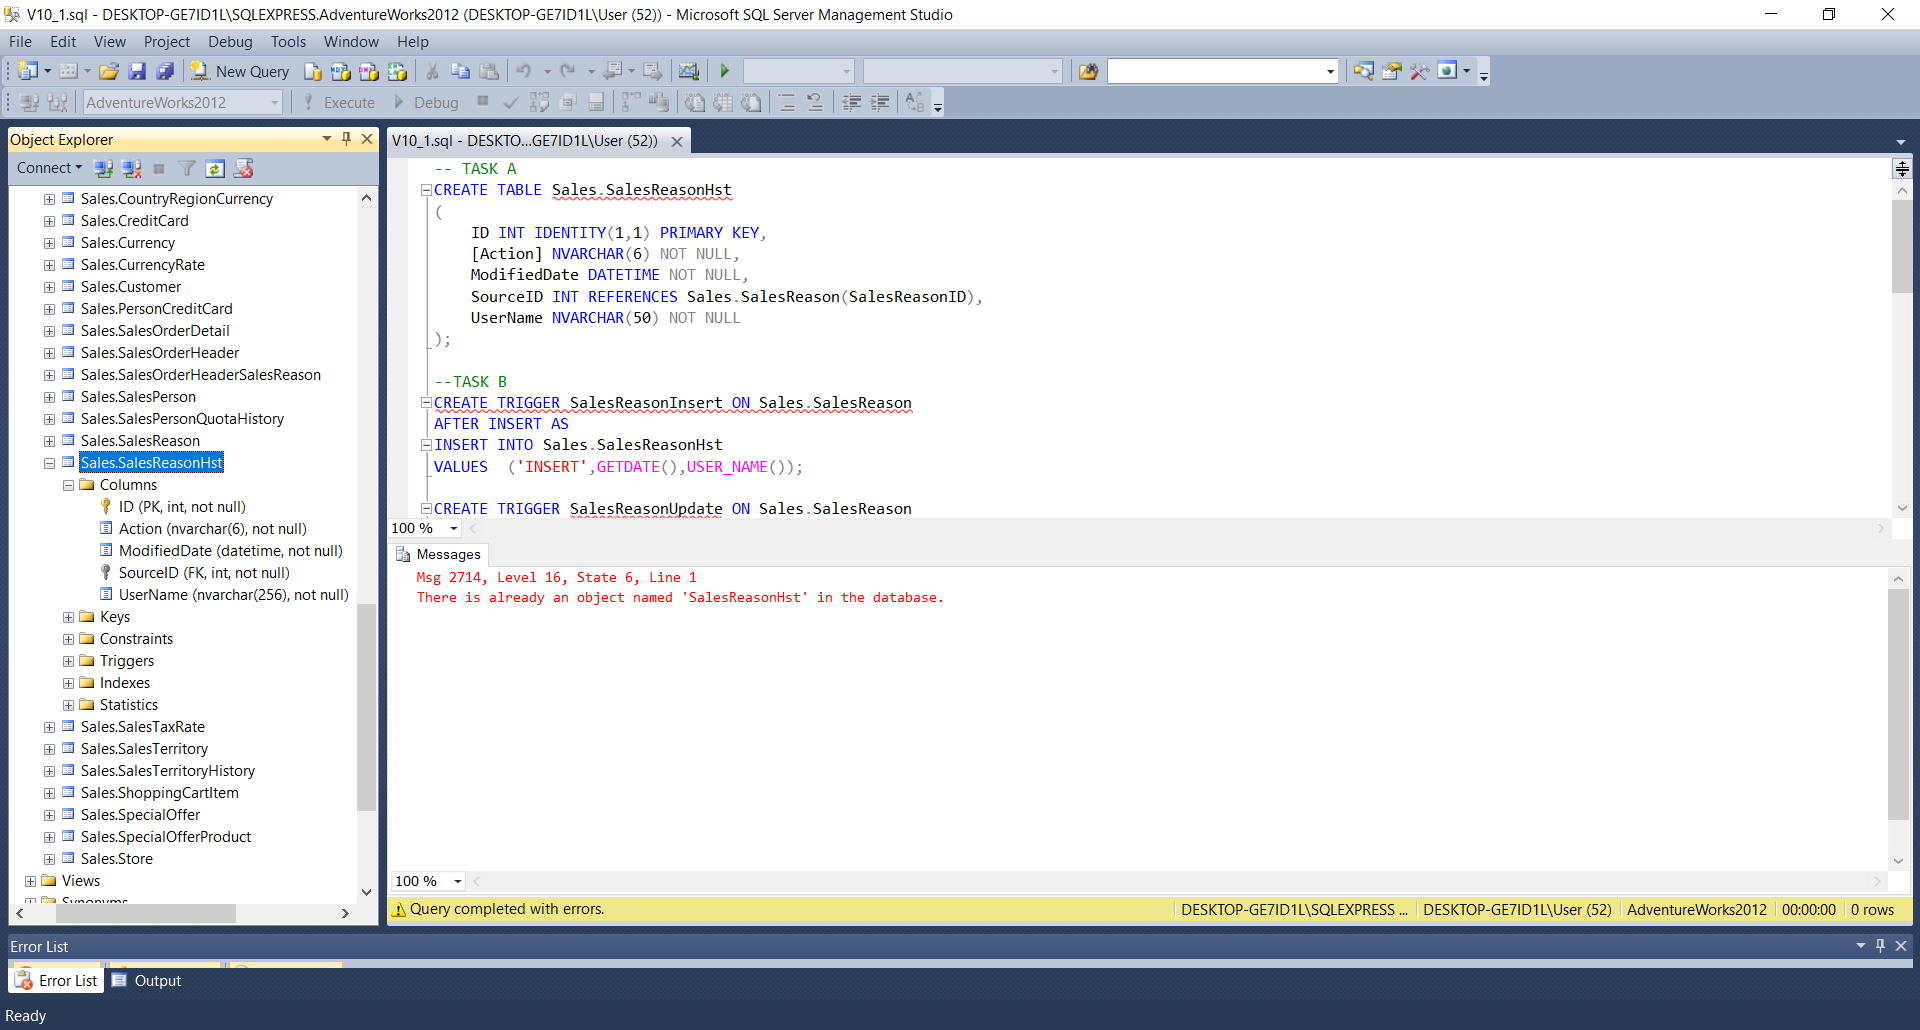 V10_1.sql - DESKTOP-GE7ID1L\SQLEXPRESS.AdventureWorks2012 (DESKTOP-GE7ID1L\User (52)) - Microsoft SQL Server Management Studio
File Edit View Project Debug Tools Window Help
New Query
AdventureWorks2012 Execute Debug
Object Explorer
Connect
Sales.CountryRegionCurrency
Sales.CreditCard
Sales.Currency
Sales.CurrencyRate
Sales.Customer
Sales.PersonCreditCard
Sales.SalesOrderDetail
Sales.SalesOrderHeader
Sales.SalesOrderHeaderSalesReason
Sales.SalesPerson
Sales.SalesPersonQuotaHistory
Sales.SalesReason
Sales.SalesReasonHst
Columns
ID (PK, int, not null)
Action (nvarchar(6), not null)
ModifiedDate (datetime, not null)
SourceID (FK, int, not null)
UserName (nvarchar(256), not null)
Keys
Constraints
Triggers
Indexes
Statistics
Sales.SalesTaxRate
Sales.SalesTerritory
Sales.SalesTerritoryHistory
Sales.ShoppingCartItem
Sales.SpecialOffer
Sales.SpecialOfferProduct
Sales.Store
Views
Synonyms
V10_1.sql - DESKTO...GE7ID1L\User (52))
-- TASK A
CREATE TABLE Sales.SalesReasonHst
(
ID INT IDENTITY(1,1) PRIMARY KEY,
[Action] NVARCHAR(6) NOT NULL,
ModifiedDate DATETIME NOT NULL,
SourceID INT REFERENCES Sales.SalesReason(SalesReasonID),
UserName NVARCHAR(50) NOT NULL
);
--TASK B
CREATE TRIGGER SalesReasonInsert ON Sales.SalesReason
AFTER INSERT AS
INSERT INTO Sales.SalesReasonHst
VALUES ('INSERT',GETDATE(),USER_NAME());
CREATE TRIGGER SalesReasonUpdate ON Sales.SalesReason
100 %
Messages
Msg 2714, Level 16, State 6, Line 1
There is already an object named 'SalesReasonHst' in the database.
100 %
Query completed with errors. DESKTOP-GE7ID1L\SQLEXPRESS ... DESKTOP-GE7ID1L\User (52) AdventureWorks2012 00:00:00 0 rows
Error List
Error List Output
Ready